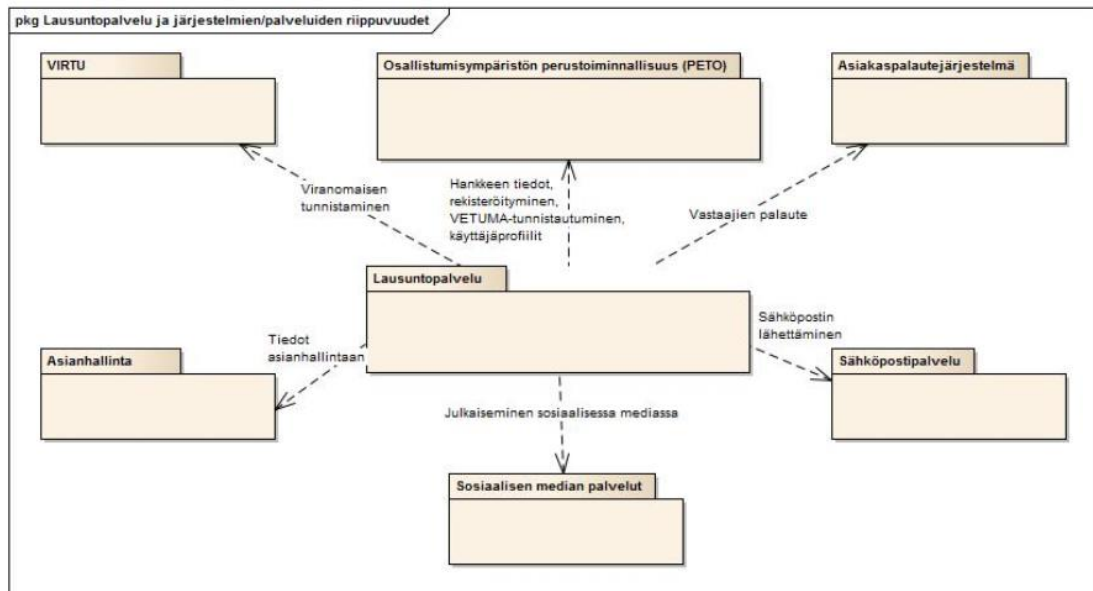 pkg Lausuntopalvelu ja järjestelmien/palveluiden riippuvuudet
VIRTU
Osallistumisympäristön perustoiminnallisuus (PETO)
Asiakaspalautejärjestelmä
Viranomaisen
tunnistaminen
Hankkeen tiedot,
rekisteröityminen,
VETUMA-tunnistautuminen,
käyttäjäprofiilit
Vastaajien palaute
Lausuntopalvelu
Tiedot
asianhallintaan
Sähköpostin
lähettäminen
Asianhallinta
Sähköpostipalvelu
Julkaiseminen sosiaalisessa mediassa
Sosiaalisen median palvelut